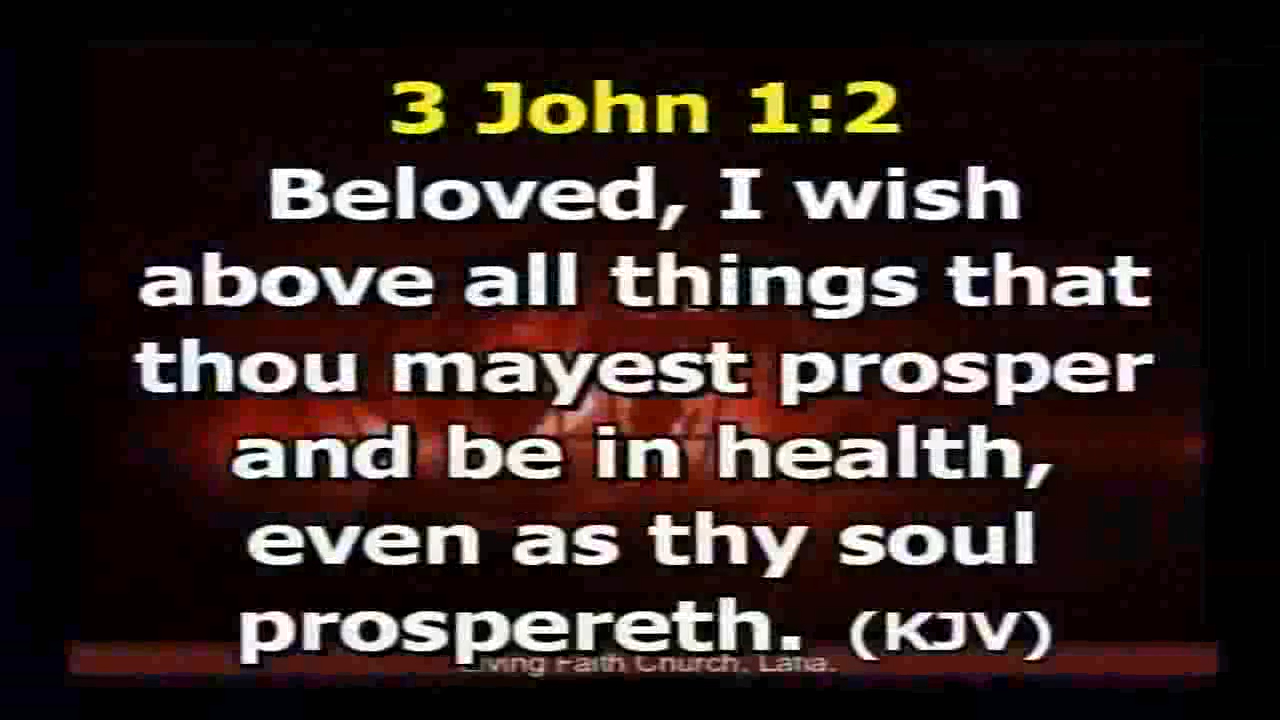 3 John 1:2
Beloved, I wish
above all things that
thou mayest prosper
and be in health,
even as thy soul
prospereth. (KJV)
Living Faith Church,